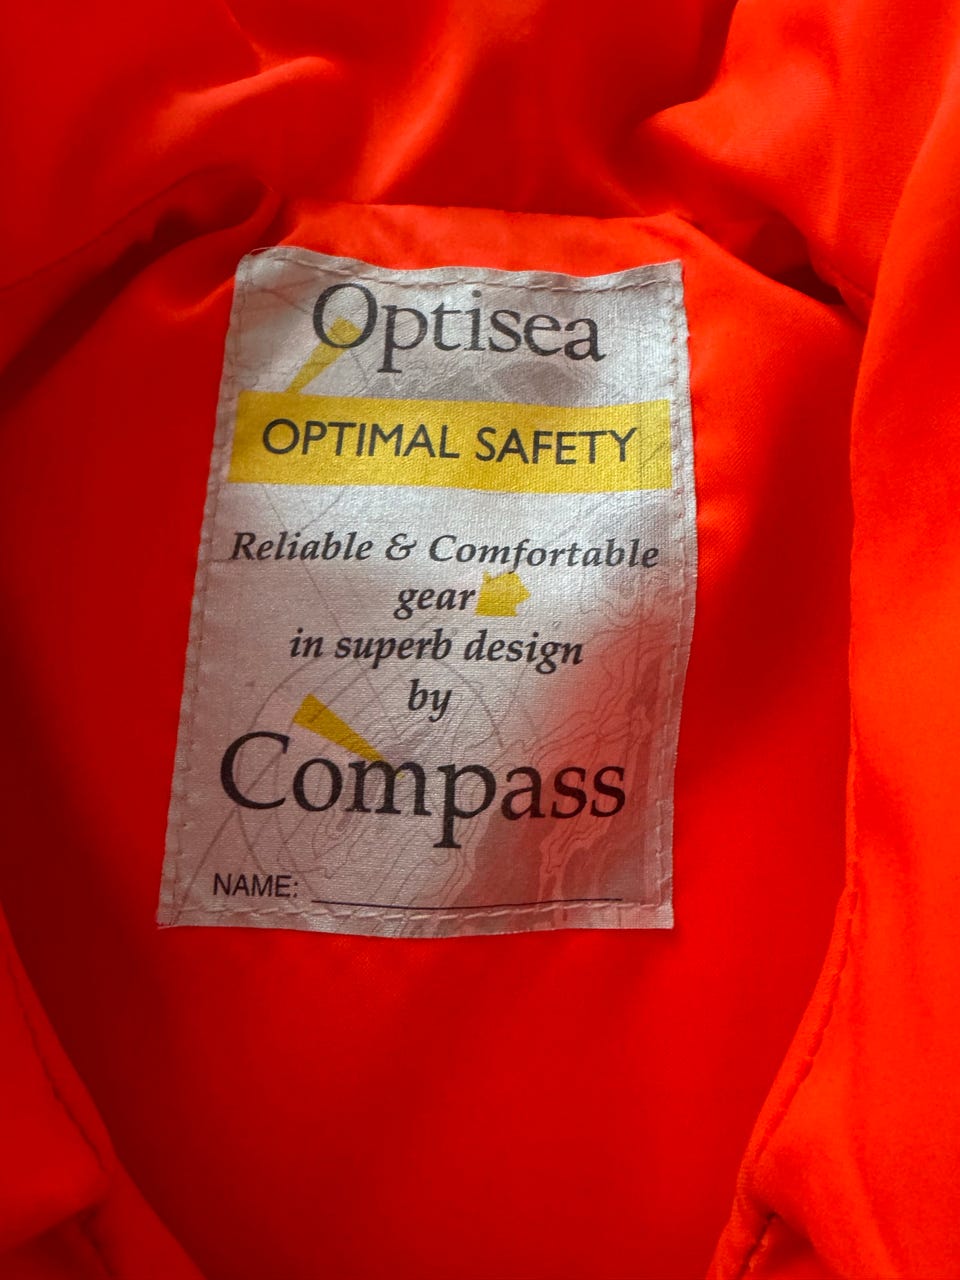 Optisea
OPTIMAL SAFETY
Reliable & Comfortable
gear
in superb design
by
Compass
NAME: